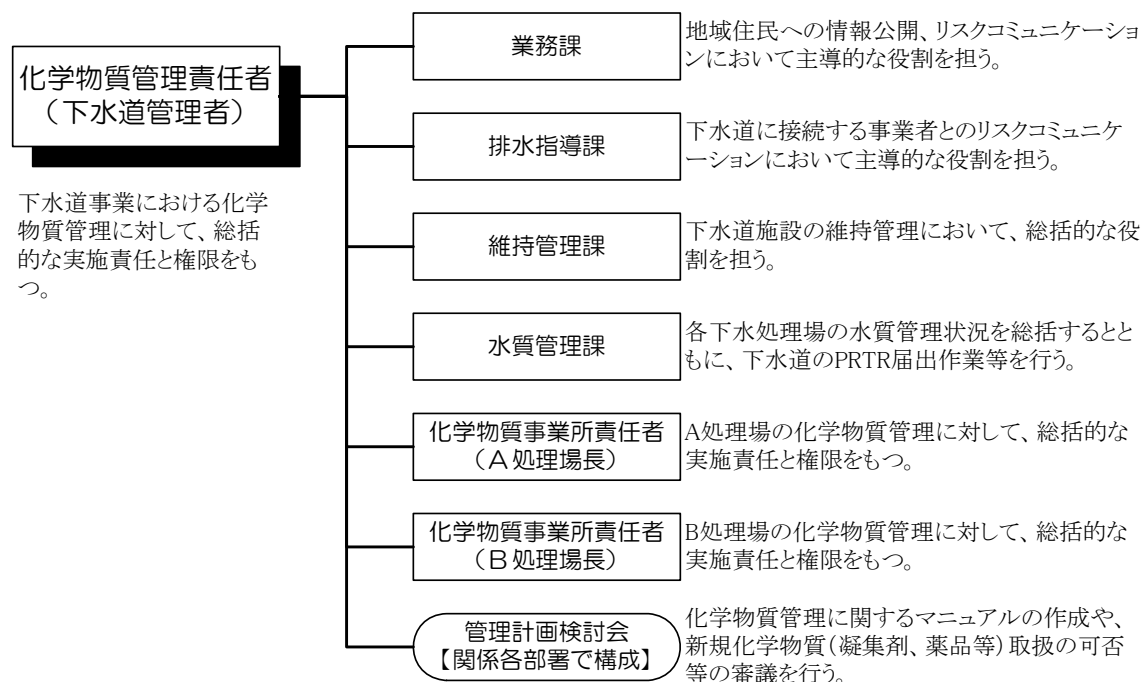 化学物質管理責任者
（下水道管理者）
下水道事業における化学
物質管理に対して、総括
的な実施責任と権限をも
つ。
業務課
地域住民への情報公開、リスクコミュニケーショ
ンにおいて主導的な役割を担う。
排水指導課
下水道に接続する事業者とのリスクコミュニケ
ーションにおいて主導的な役割を担う。
維持管理課
下水道施設の維持管理において、総括的な役
割を担う。
水質管理課
各下水処理場の水質管理状況を総括するとと
もに、下水道のPRTR届出作業等を行う。
化学物質事業所責任者
（Ａ処理場長）
A処理場の化学物質管理に対して、総括的な
実施責任と権限をもつ。
化学物質事業所責任者
（Ｂ処理場長）
B処理場の化学物質管理に対して、総括的な
実施責任と権限をもつ。
管理計画検討会
【関係各部署で構成】
化学物質管理に関するマニュアルの作成や、
新規化学物質（凝集剤、薬品等）取扱の可否
等の審議を行う。